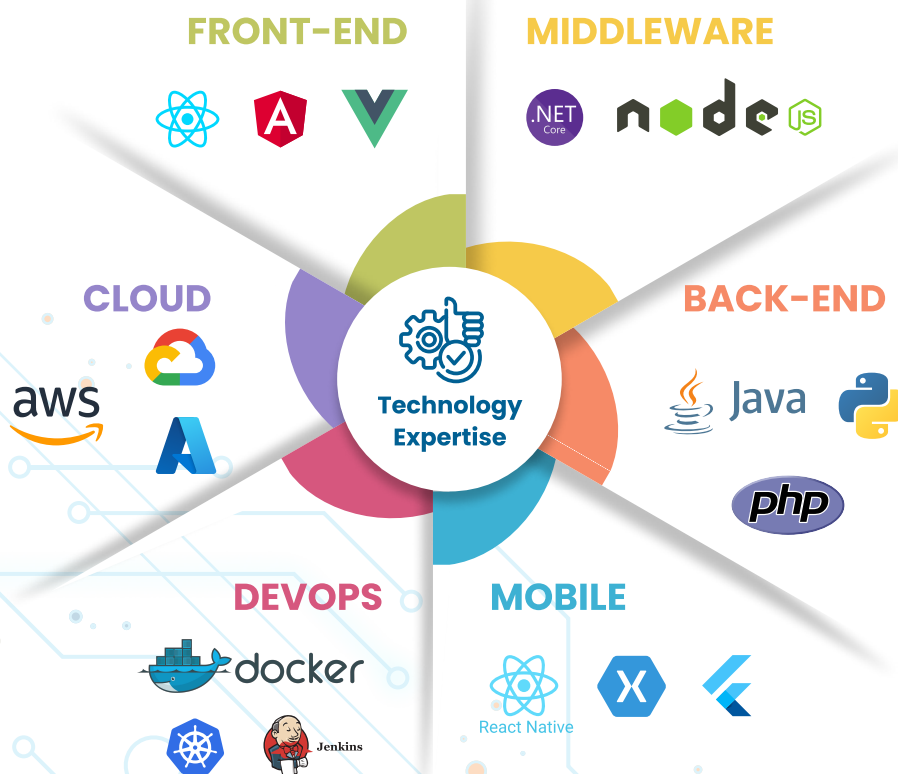 FRONT-END
MIDDLEWARE
.NET
Core
node
JS
CLOUD
BACK-END
aws
Java
Technology
Expertise
php
DEVOPS
MOBILE
docker
React Native
Jenkins